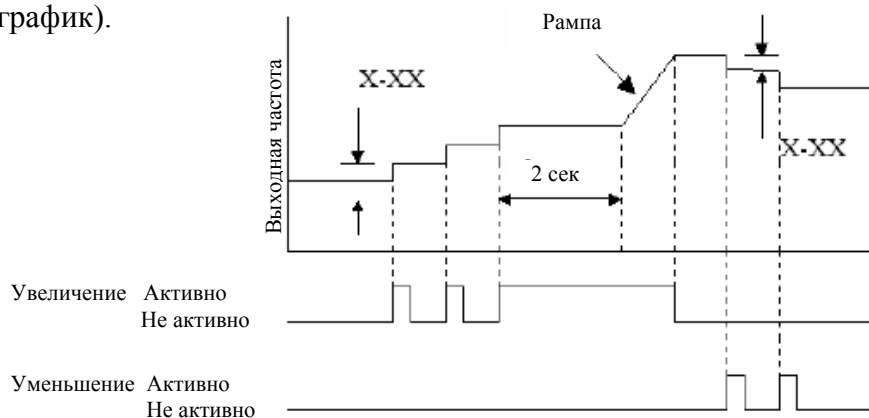 график).
Рампа
X-XX
Выходная частота
X-XX
2 сек
Увеличение Активно
Не активно
Уменьшение Активно
Не активно